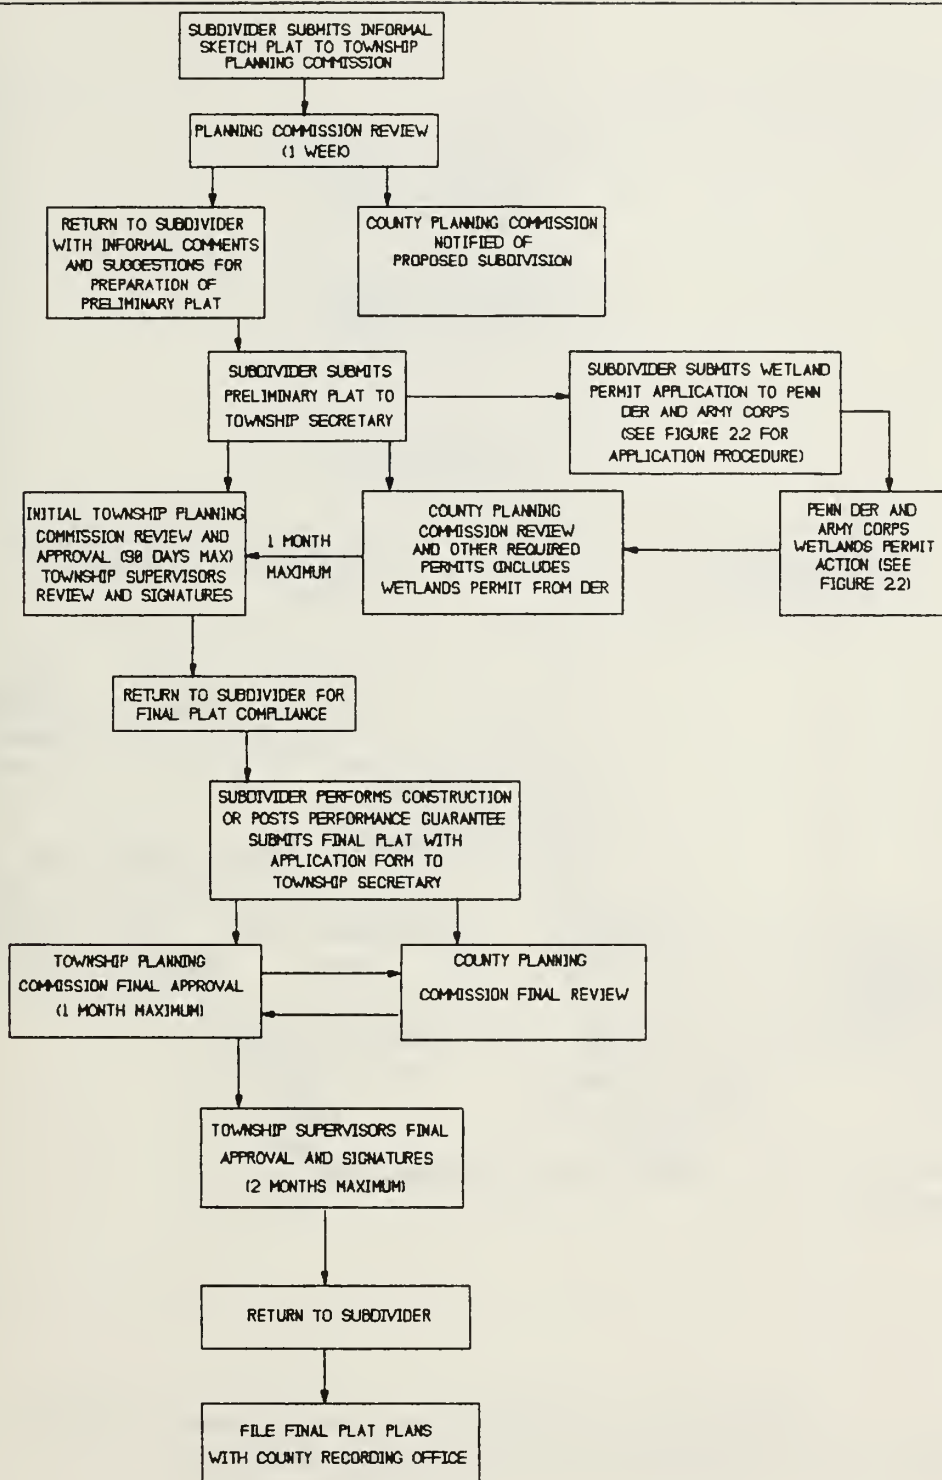 SUBDIVIDER SUBMITS INFORMAL
SKETCH PLAT TO TOWNSHIP
PLANNING COMMISSION
PLANNING COMMISSION REVIEW
(1 WEEK)
RETURN TO SUBDIVIDER
WITH INFORMAL COMMENTS
AND SUGGESTIONS FOR
PREPARATION OF
PRELIMINARY PLAT
COUNTY PLANNING COMMISSION
NOTIFIED OF
PROPOSED SUBDIVISION
SUBDIVIDER SUBMITS
PRELIMINARY PLAT TO
TOWNSHIP SECRETARY
SUBDIVIDER SUBMITS WETLAND
PERMIT APPLICATION TO PENN
DER AND ARMY CORPS
(SEE FIGURE 2.2 FOR
APPLICATION PROCEDURE)
INITIAL TOWNSHIP PLANNING
COMMISSION REVIEW AND
APPROVAL (90 DAYS MAX)
TOWNSHIP SUPERVISORS
REVIEW AND SIGNATURES
1 MONTH
MAXIMUM
COUNTY PLANNING
COMMISSION REVIEW
AND OTHER REQUIRED
PERMITS (INCLUDES
WETLANDS PERMIT FROM DER
PENN DER AND
ARMY CORPS
WETLANDS PERMIT
ACTION (SEE
FIGURE 2.2)
RETURN TO SUBDIVIDER FOR
FINAL PLAT COMPLIANCE
SUBDIVIDER PERFORMS CONSTRUCTION
OR POSTS PERFORMANCE GUARANTEE
SUBMITS FINAL PLAT WITH
APPLICATION FORM TO
TOWNSHIP SECRETARY
TOWNSHIP PLANNING
COMMISSION FINAL APPROVAL
(1 MONTH MAXIMUM)
COUNTY PLANNING
COMMISSION FINAL REVIEW
TOWNSHIP SUPERVISORS FINAL
APPROVAL AND SIGNATURES
(2 MONTHS MAXIMUM)
RETURN TO SUBDIVIDER
FILE FINAL PLAT PLANS
WITH COUNTY RECORDING OFFICE